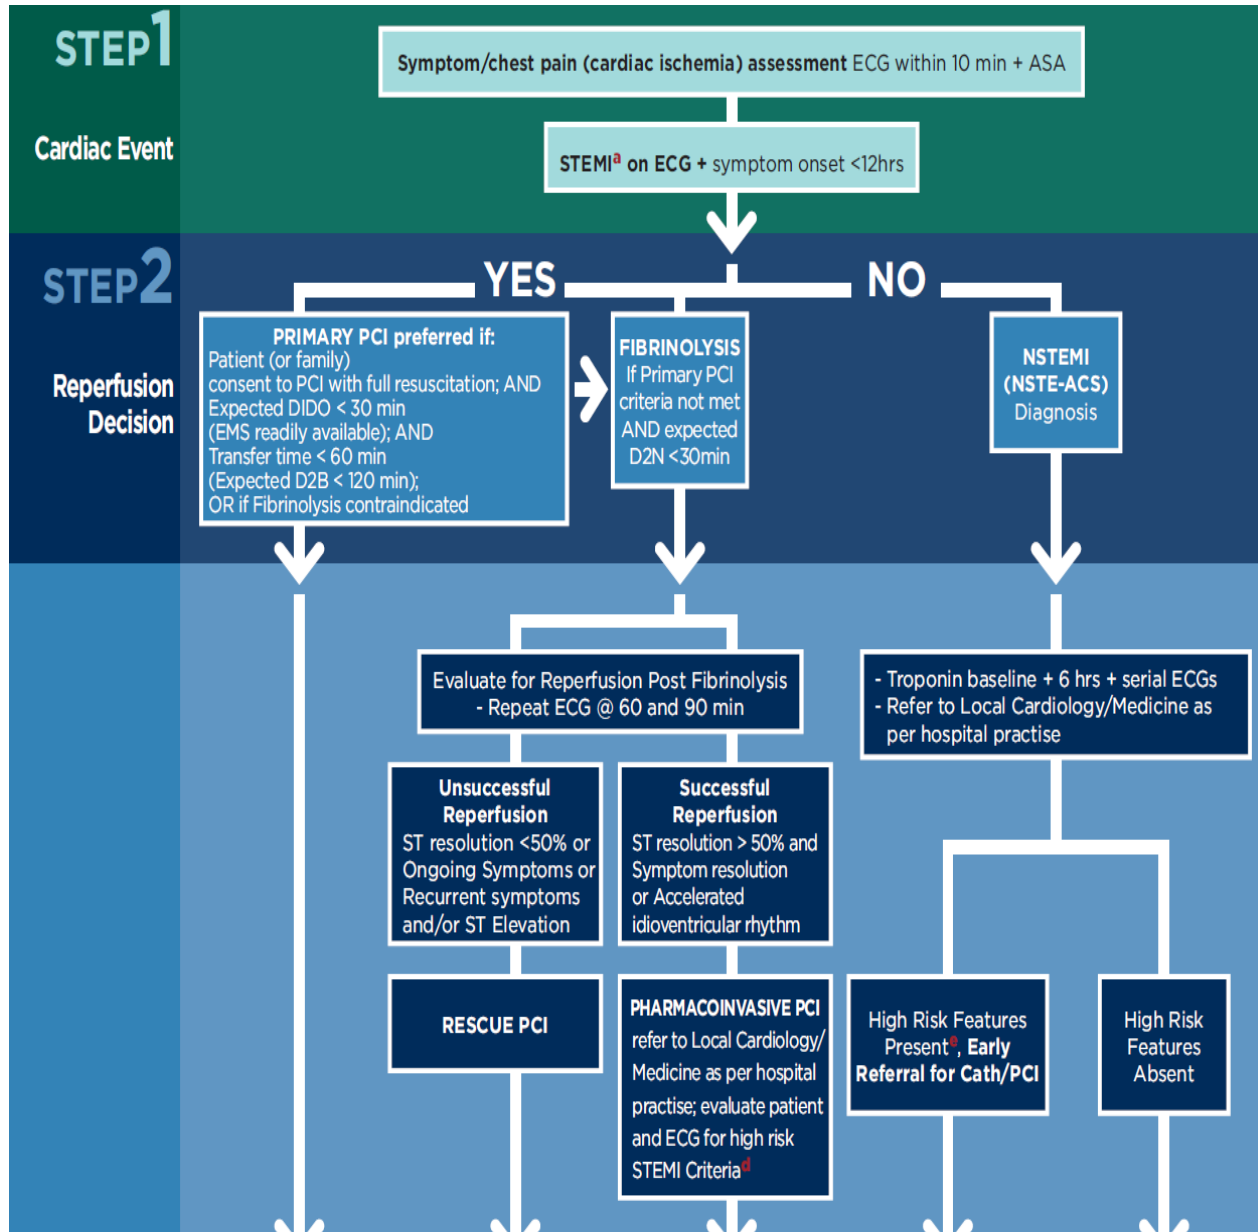 STEP1
Cardiac Event
Symptom/chest pain (cardiac ischemia) assessment ECG within 10 min + ASA
STEMIa on ECG + symptom onset <12hrs
STEP2
Reperfusion
Decision
YES
NO
PRIMARY PCI preferred if:
Patient (or family)
consent to PCI with full resuscitation; AND
Expected DIDO < 30 min
(EMS readily available); AND
Transfer time < 60 min
(Expected D2B < 120 min);
OR if Fibrinolysis contraindicated
FIBRINOLYSIS
If Primary PCI
criteria not met
AND expected
D2N <30min
NSTEMI
(NSTE-ACS)
Diagnosis
Evaluate for Reperfusion Post Fibrinolysis
- Repeat ECG @ 60 and 90 min
- Troponin baseline + 6 hrs + serial ECGs
- Refer to Local Cardiology/Medicine as
per hospital practise
Unsuccessful
Reperfusion
ST resolution <50% or
Ongoing Symptoms or
Recurrent symptoms
and/or ST Elevation
Successful
Reperfusion
ST resolution > 50% and
Symptom resolution
or Accelerated
idioventricular rhythm
RESCUE PCI
PHARMACOINVASIVE PCI
refer to Local Cardiology/
Medicine as per hospital
practise; evaluate patient
and ECG for high risk
STEMI Criteriad
High Risk Features
Presente, Early
Referral for Cath/PCI
High Risk
Features
Absent